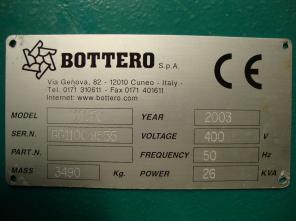 BOTTERO S.p.A.
Via Genova, 82 - 12010 Cuneo - Italy -
Tel. 0171 310611 - Fax 0171 401611
Internet: www.bottero.com
CE
MODEL YEAR 2003
SER.N. VOLTAGE 400 V
PART.N. FREQUENCY 50 Hz
MASS 3490 Kg. POWER 26 KVA